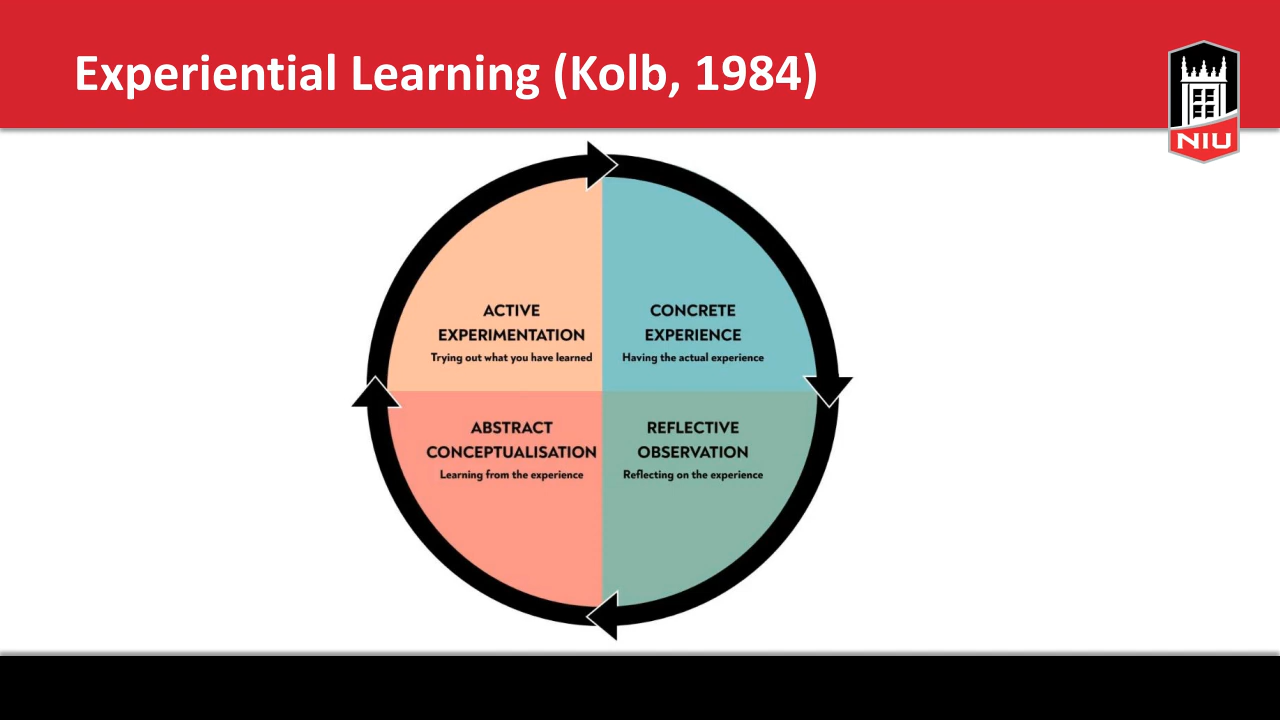 Experiential Learning (Kolb, 1984)
NIU
ACTIVE
EXPERIMENTATION
Trying out what you have learned
CONCRETE
EXPERIENCE
Having the actual experience
ABSTRACT
CONCEPTUALISATION
Learning from the experience
REFLECTIVE
OBSERVATION
Reflecting on the experience